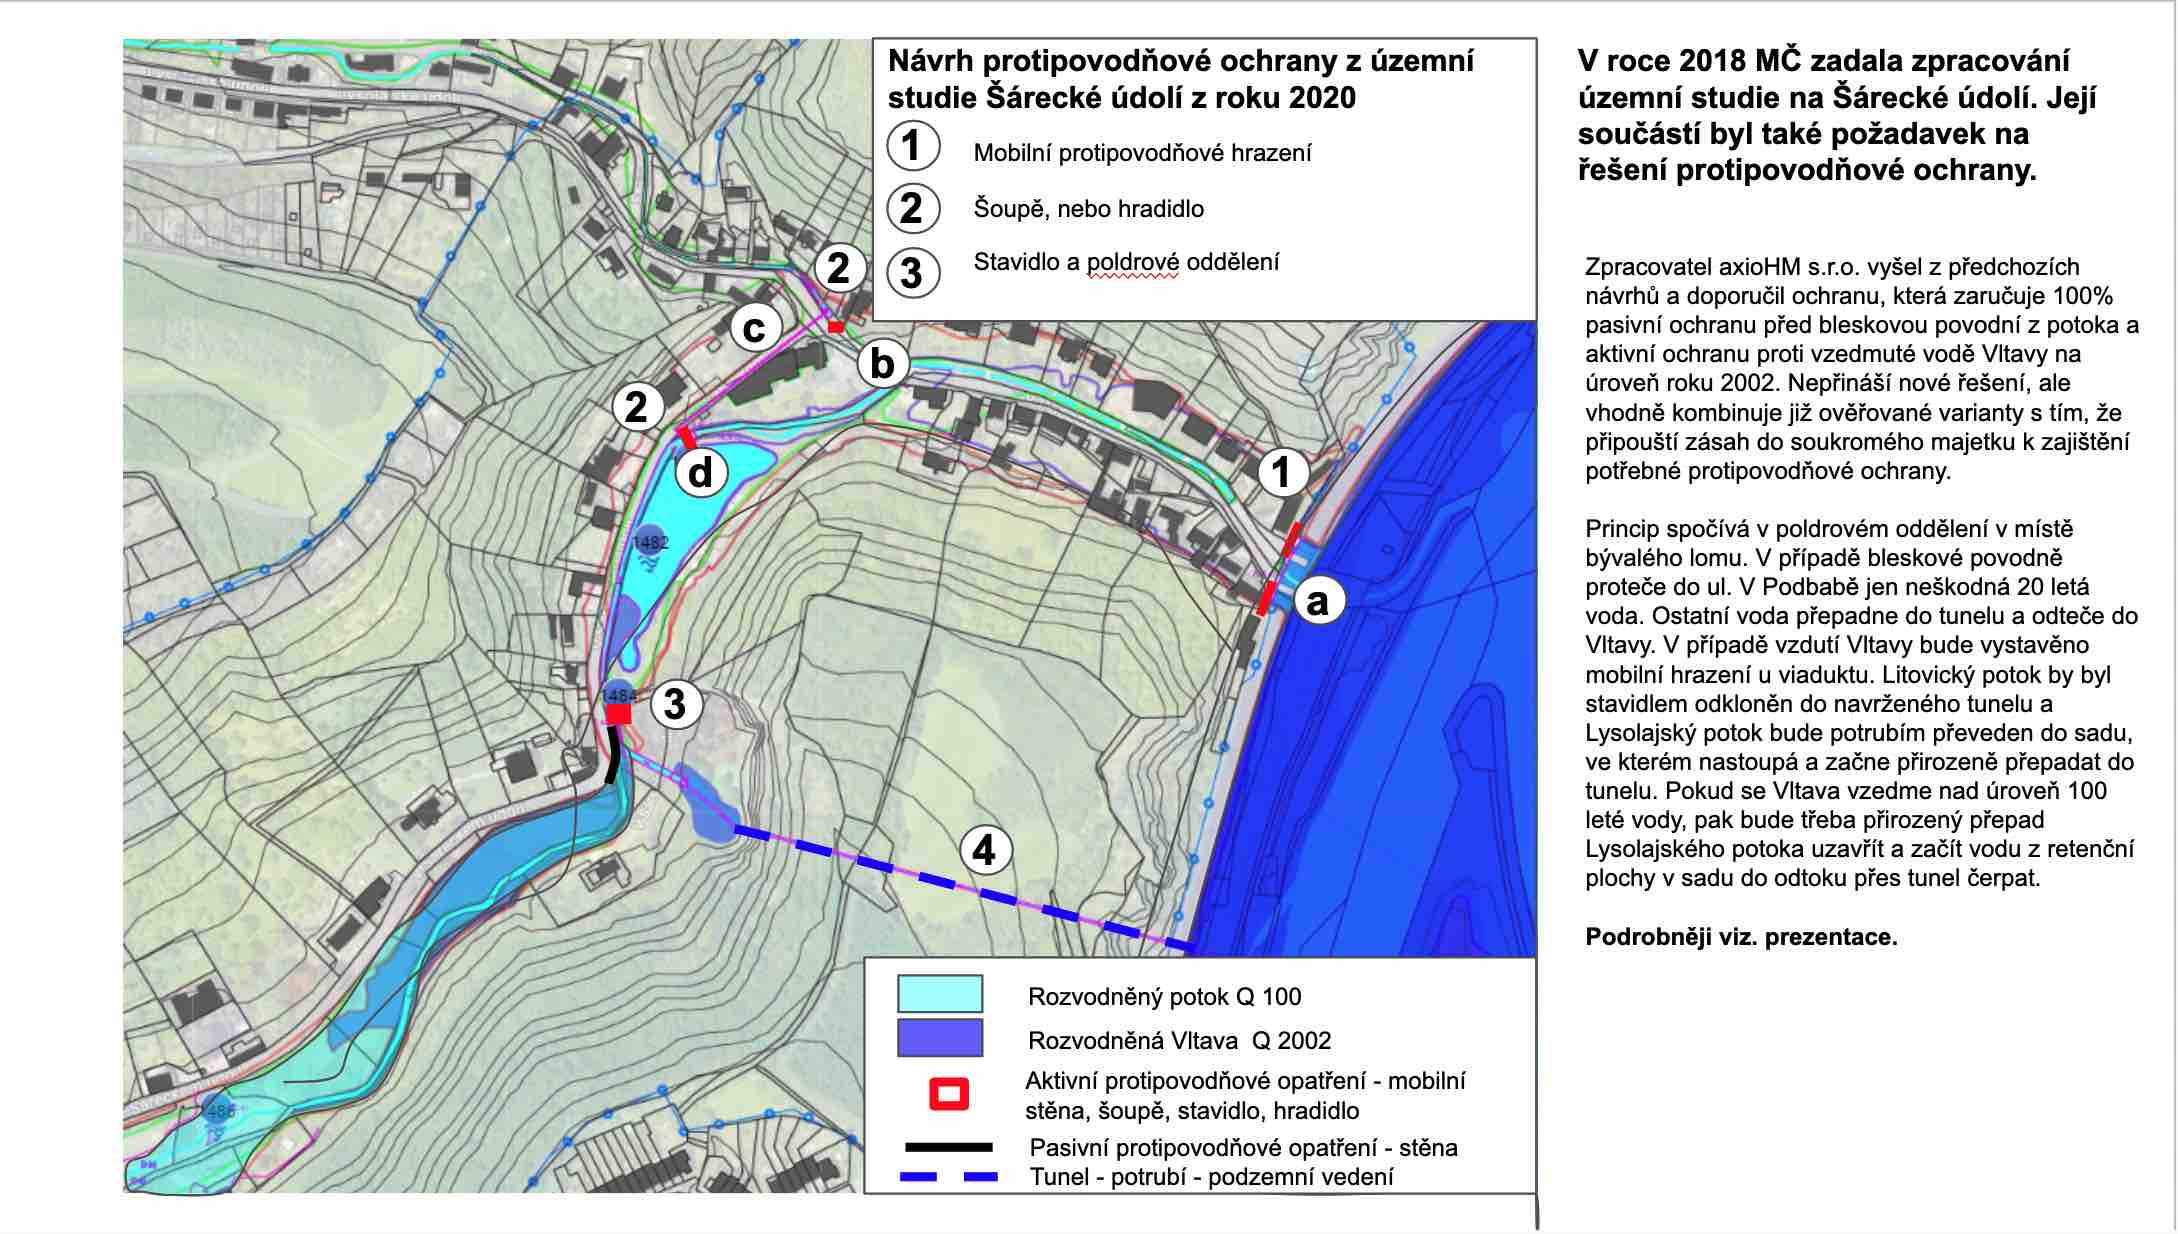 Návrh protipovodňové ochrany z územní
studie Šárecké údolí z roku 2020
1 Mobilní protipovodňové hrazení
2 Šoupě, nebo hradidlo
3 Stavidlo a poldrové oddělení
V roce 2018 MČ zadala zpracování
územní studie na Šárecké údolí. Její
součástí byl také požadavek na
řešení protipovodňové ochrany.
Zpracovatel axioHM s.r.o. vyšel z předchozích
návrhů a doporučil ochranu, která zaručuje 100%
pasivní ochranu před bleskovou povodní z potoka a
aktivní ochranu proti vzedmuté vodě Vltavy na
úroveň roku 2002. Nepřináší nové řešení, ale
vhodně kombinuje již ověřované varianty s tím, že
připouští zásah do soukromého majetku k zajištění
potřebné protipovodňové ochrany.
Princip spočívá v poldrovém oddělení v místě
bývalého lomu. V případě bleskové povodně
proteče do ul. V Podbabě jen neškodná 20 letá
voda. Ostatní voda přepadne do tunelu a odteče do
Vltavy. V případě vzdutí Vltavy bude vystavěno
mobilní hrazení u viaduktu. Litovický potok by byl
stavidlem odkloněn do navrženého tunelu a
Lysolajský potok bude potrubím převeden do sadu,
ve kterém nastoupá a začne přirozeně přepadat do
tunelu. Pokud se Vltava vzedme nad úroveň 100
leté vody, pak bude třeba přirozený přepad
Lysolajského potoka uzavřít a začít vodu z retenční
plochy v sadu do odtoku přes tunel čerpat.
Podrobněji viz. prezentace.
2
c
b
2
d
1
a
1482
1484
3
4
1486
Rozvodněný potok Q 100
Rozvodněná Vltava Q 2002
Aktivní protipovodňové opatření - mobilní
stěna, šoupě, stavidlo, hradidlo
Pasivní protipovodňové opatření - stěna
Tunel - potrubí - podzemní vedení